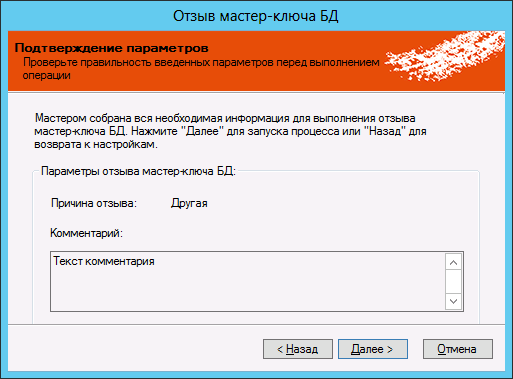 Отзыв мастер-ключа БД
Подтверждение параметров
Проверьте правильность введенных параметров перед выполнением
операции
Мастером собрана вся необходимая информация для выполнения отзыва
мастер-ключа БД. Нажмите "Далее" для запуска процесса или "Назад" для
возврата к настройкам.
Параметры отзыва мастер-ключа БД:
Причина отзыва: Другая
Комментарий:
Текст комментария
< Назад Далее > Отмена